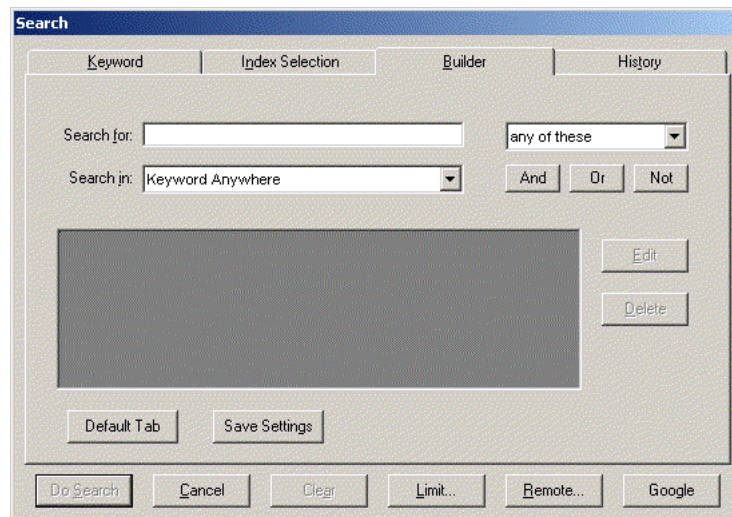 Search
Keyword Index Selection Builder History
Search for: any of these
Search in: Keyword Anywhere And Or Not
Edit
Delete
Default Tab Save Settings
Do Search Cancel Clear Limit... Remote... Google